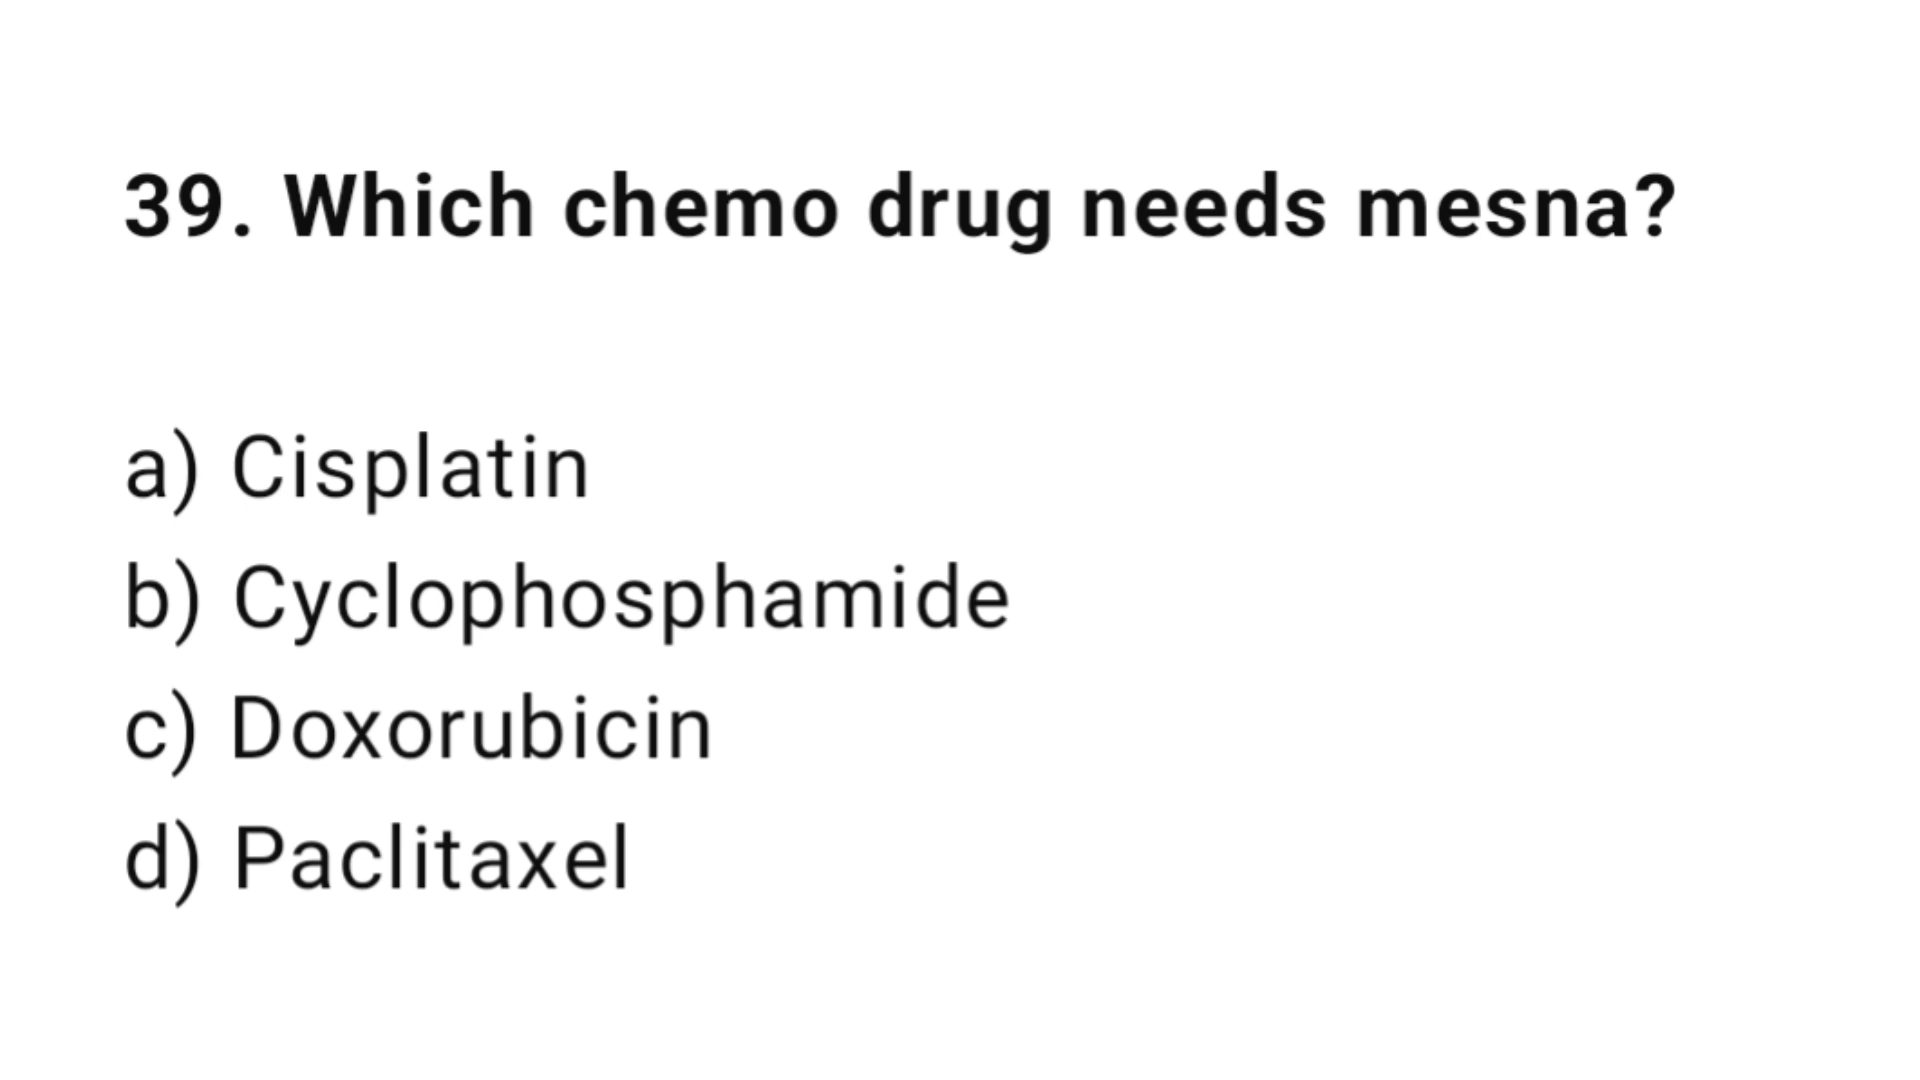 39. Which chemo drug needs mesna?
a) Cisplatin
b) Cyclophosphamide
c) Doxorubicin
d) Paclitaxel